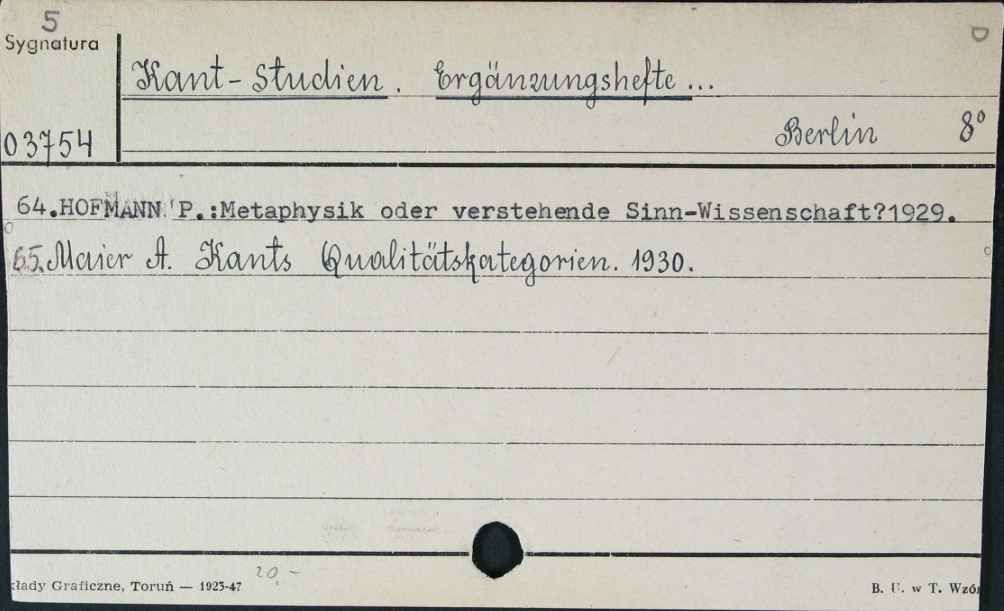 5
D
Sygnatura
Kant-Studien. Ergänzungshefte...
Berlin 8°
03754
64.HOFMANN P.:Metaphysik oder verstehende Sinn-Wissenschaft?1929.
65. Maier A. Kants Qualitätskategorien. 1930.
20.-
kłady Graficzne, Toruń — 1923-47
B. U. w T. Wzór